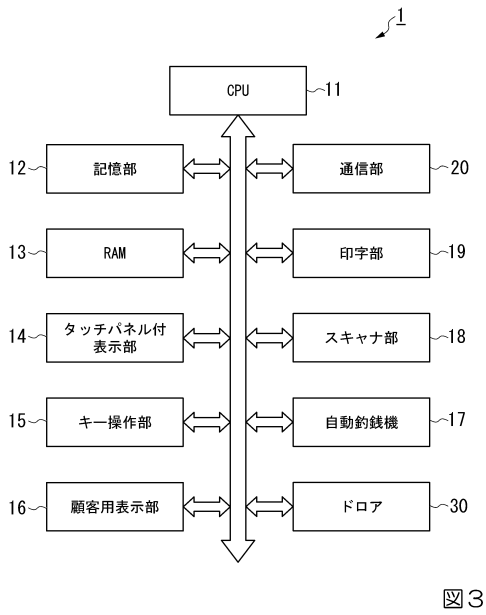 1
CPU
11
12
記憶部
通信部
20
13
RAM
印字部
19
14
タッチパネル付
表示部
スキャナ部
18
15
キー操作部
自動釣銭機
17
16
顧客用表示部
ドロア
30
図3